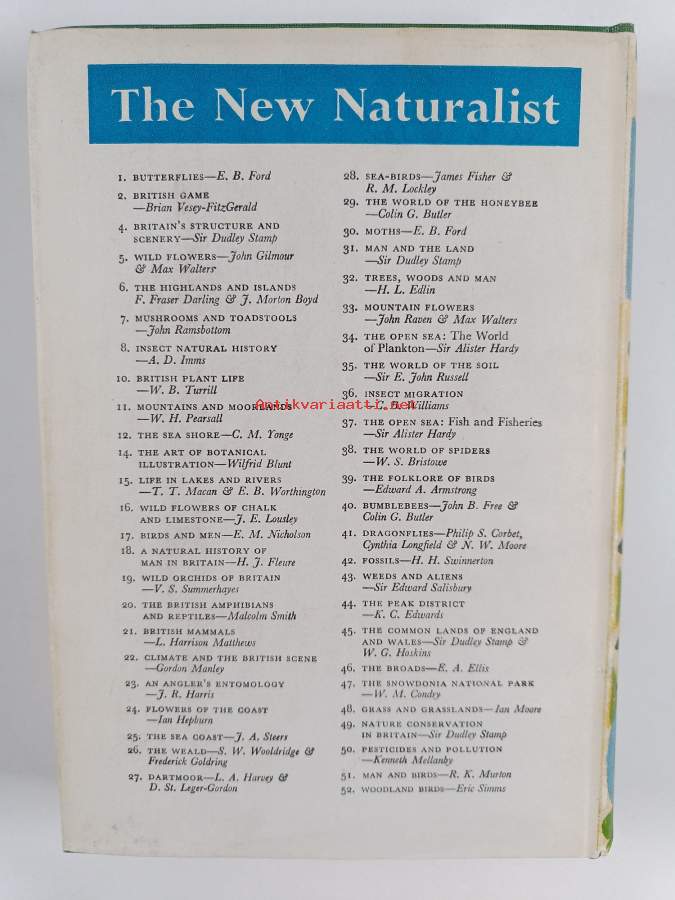 The New Naturalist
1. BUTTERFLIES—E. B. Ford
2. BRITISH GAME
—Brian Vesey-FitzGerald
4. BRITAIN'S STRUCTURE AND
SCENERY—Sir Dudley Stamp
5. WILD FLOWERS—John Gilmour
& Max Walters
6. THE HIGHLANDS AND ISLANDS
F. Fraser Darling & J. Morton Boyd
7. MUSHROOMS AND TOADSTOOLS
—John Ramsbottom
8. INSECT NATURAL HISTORY
—A. D. Imms
10. BRITISH PLANT LIFE
—W. B. Turrill
11. MOUNTAINS AND MOORLANDS
—W. H. Pearsall
12. THE SEA SHORE—C. M. Yonge
14. THE ART OF BOTANICAL
ILLUSTRATION—Wilfrid Blunt
15. LIFE IN LAKES AND RIVERS
—T. T. Macan & E. B. Worthington
16. WILD FLOWERS OF CHALK
AND LIMESTONE—J. E. Lousley
17. BIRDS AND MEN—E. M. Nicholson
18. A NATURAL HISTORY OF
MAN IN BRITAIN—H. J. Fleure
19. WILD ORCHIDS OF BRITAIN
—V. S. Summerhayes
20. THE BRITISH AMPHIBIANS
AND REPTILES—Malcolm Smith
21. BRITISH MAMMALS
—L. Harrison Matthews
22. CLIMATE AND THE BRITISH SCENE
—Gordon Manley
23. AN ANGLER'S ENTOMOLOGY
—J. R. Harris
24. FLOWERS OF THE COAST
—Ian Hepburn
25. THE SEA COAST—J. A. Steers
26. THE WEALD—S. W. Wooldridge &
Frederick Goldring
27. DARTMOOR—L. A. Harvey &
D. St. Leger-Gordon
28. SEA-BIRDS—James Fisher &
R. M. Lockley
29. THE WORLD OF THE HONEYBEE
—Colin G. Butler
30. MOTHS—E. B. Ford
31. MAN AND THE LAND
—Sir Dudley Stamp
32. TREES, WOODS AND MAN
—H. L. Edlin
33. MOUNTAIN FLOWERS
—John Raven & Max Walters
34. THE OPEN SEA: The World
of Plankton—Sir Alister Hardy
35. THE WORLD OF THE SOIL
—Sir E. John Russell
36. INSECT MIGRATION
—C. B. Williams
37. THE OPEN SEA: Fish and Fisheries
—Sir Alister Hardy
38. THE WORLD OF SPIDERS
—W. S. Bristowe
39. THE FOLKLORE OF BIRDS
—Edward A. Armstrong
40. BUMBLEBEES—John B. Free &
Colin G. Butler
41. DRAGONFLIES—Philip S. Corbet,
Cynthia Longfield & N. W. Moore
42. FOSSILS—H. H. Swinnerton
43. WEEDS AND ALIENS
—Sir Edward Salisbury
44. THE PEAK DISTRICT
—K. C. Edwards
45. THE COMMON LANDS OF ENGLAND
AND WALES—Sir Dudley Stamp &
W. G. Hoskins
46. THE BROADS—E. A. Ellis
47. THE SNOWDONIA NATIONAL PARK
—W. M. Condry
48. GRASS AND GRASSLANDS—Ian Moore
49. NATURE CONSERVATION
IN BRITAIN—Sir Dudley Stamp
50. PESTICIDES AND POLLUTION
—Kenneth Mellanby
51. MAN AND BIRDS—R. K. Murton
52. WOODLAND BIRDS—Eric Simms
Antikvariaatti.net